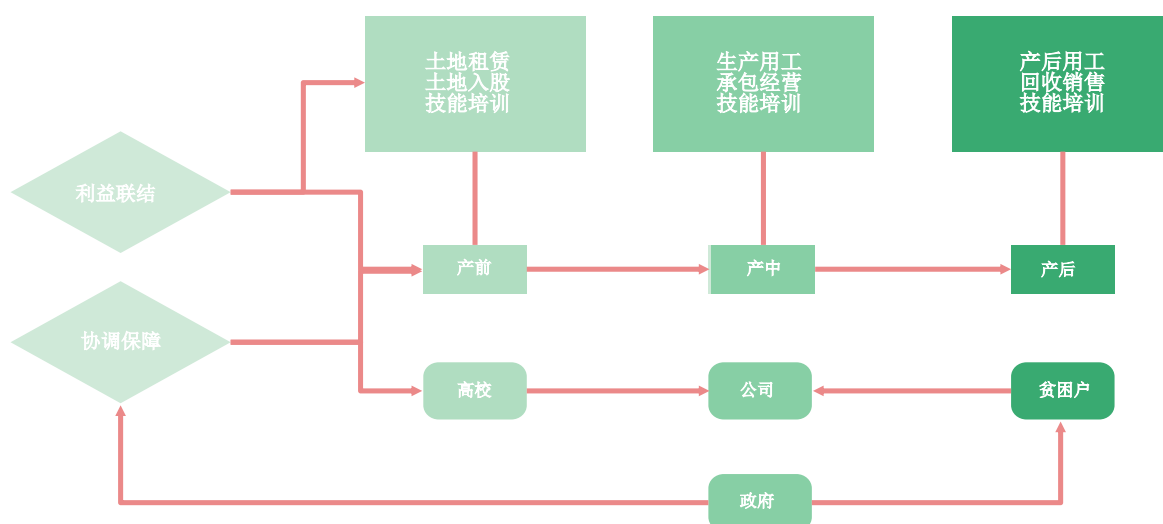 土地租赁
土地入股
技能培训
生产用工
承包经营
技能培训
产后用工
回收销售
技能培训
利益联结
产前
产中
产后
协调保障
高校
公司
贫困户
政府